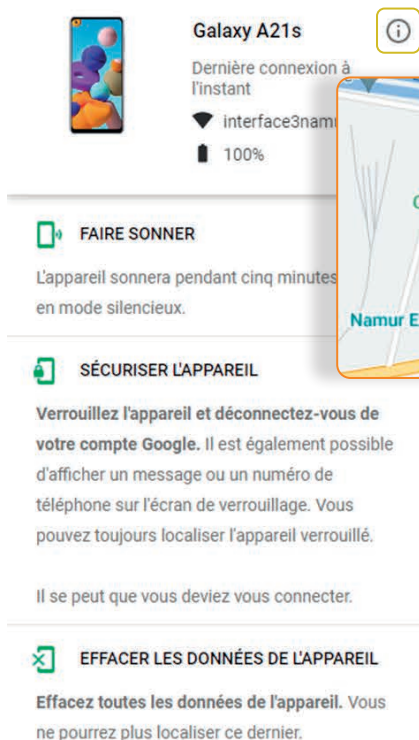 Galaxy A21s
Dernière connexion à
l'instant
interface3nam
100%
Namur E
FAIRE SONNER
L'appareil sonnera pendant cinq minutes
en mode silencieux.
SÉCURISER L'APPAREIL
Verrouillez l'appareil et déconnectez-vous de
votre compte Google. Il est également possible
d'afficher un message ou un numéro de
téléphone sur l'écran de verrouillage. Vous
pouvez toujours localiser l'appareil verrouillé.
Il se peut que vous deviez vous connecter.
EFFACER LES DONNÉES DE L'APPAREIL
Effacez toutes les données de l'appareil. Vous
ne pourrez plus localiser ce dernier.